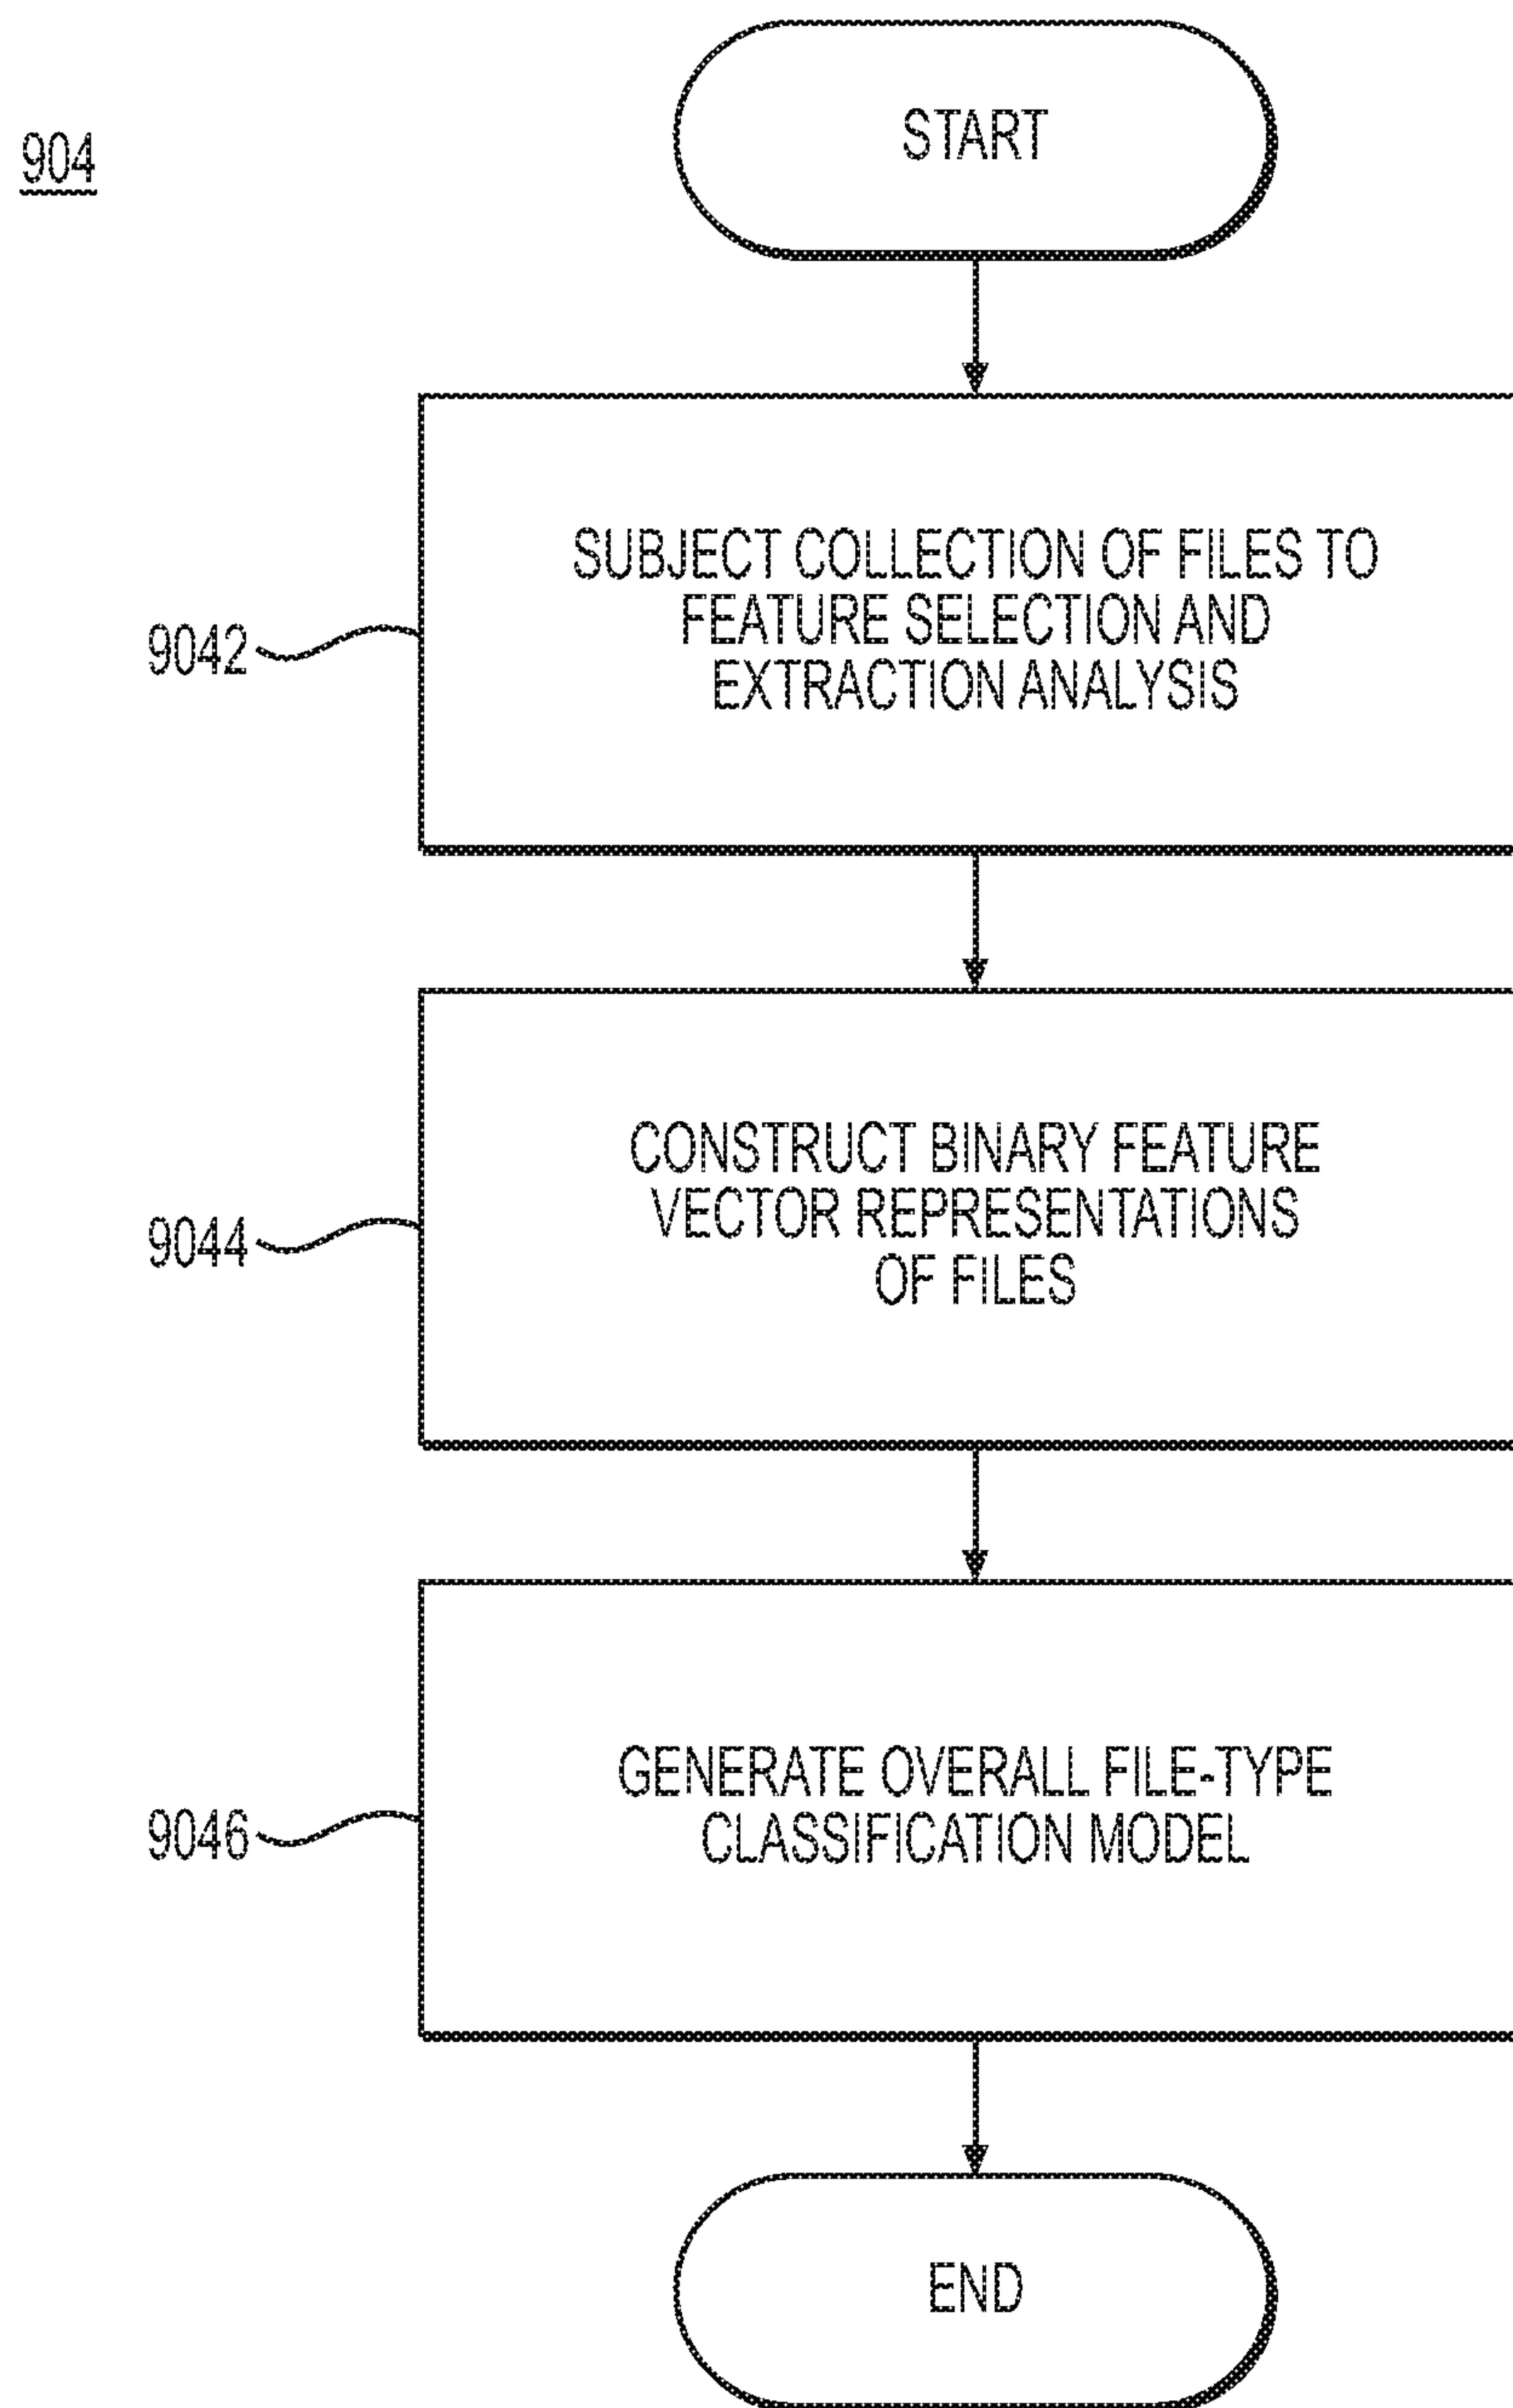 904
START
SUBJECT COLLECTION OF FILES TO
FEATURE SELECTION AND
EXTRACTION ANALYSIS
9042
CONSTRUCT BINARY FEATURE
VECTOR REPRESENTATIONS
OF FILES
9044
GENERATE OVERALL FILE-TYPE
CLASSIFICATION MODEL
9046
END